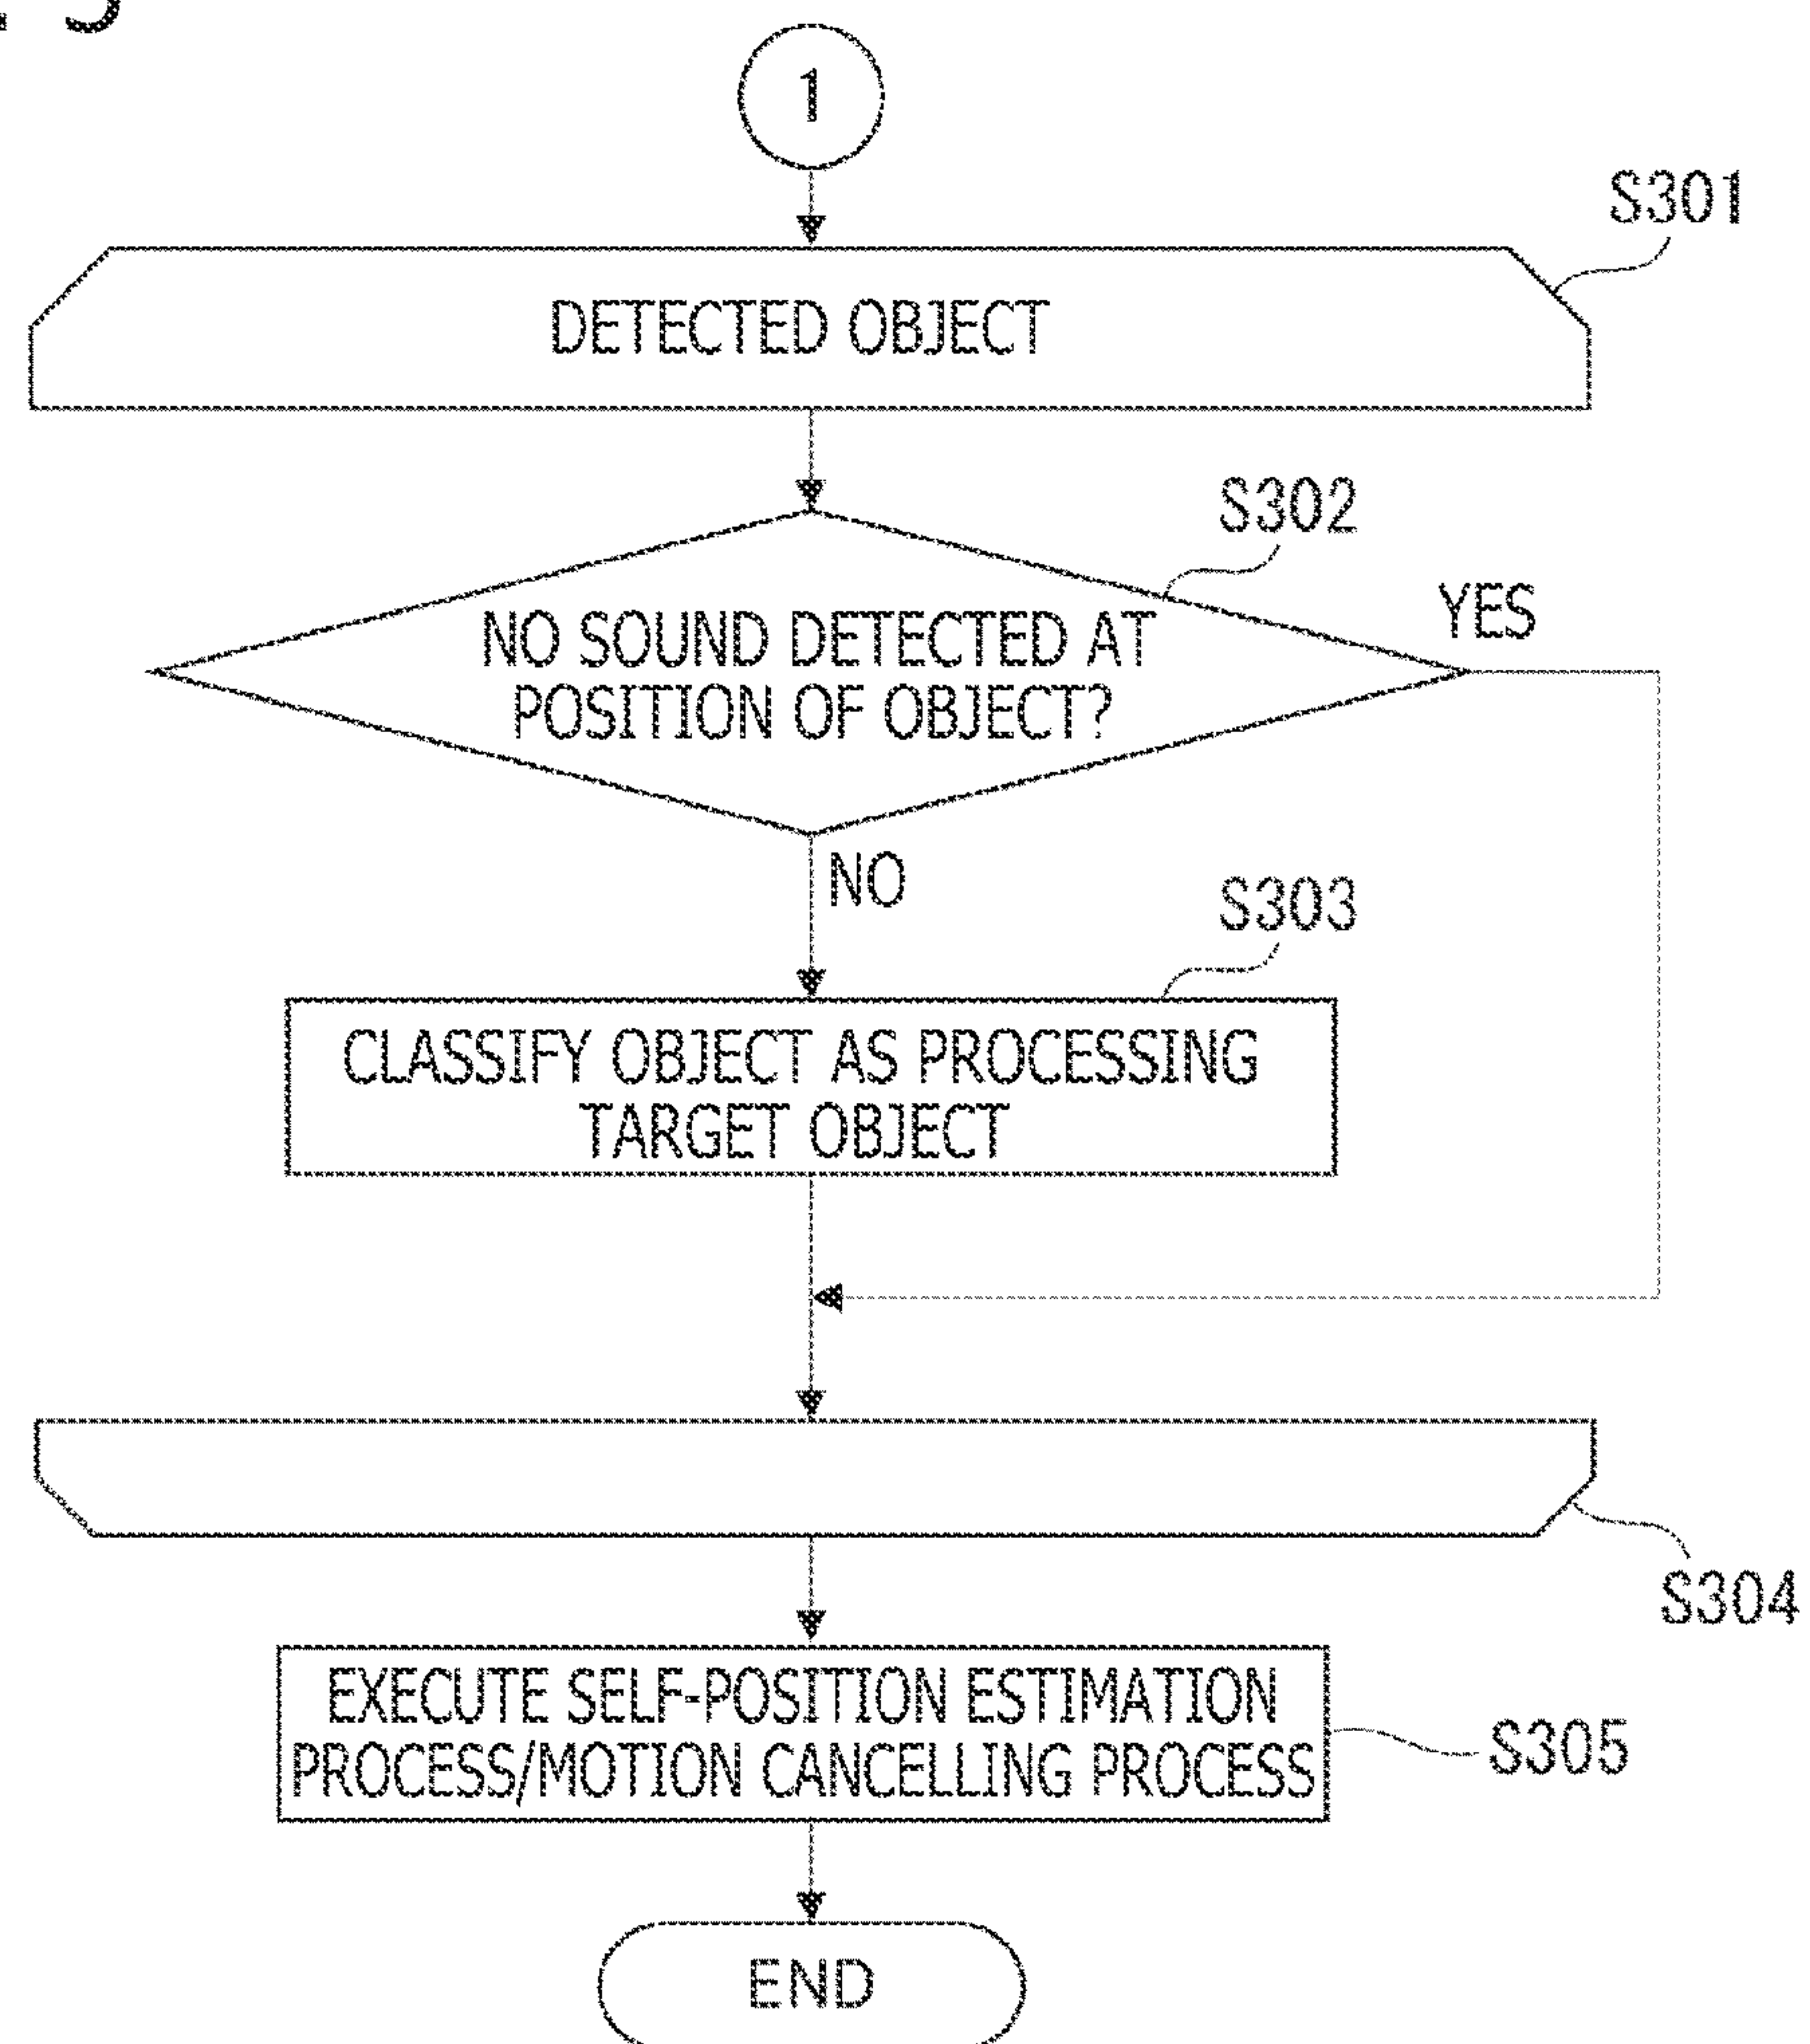 1
S301
DETECTED OBJECT
S302
YES
NO SOUND DETECTED AT
POSITION OF OBJECT?
NO
S303
CLASSIFY OBJECT AS PROCESSING
TARGET OBJECT
S304
EXECUTE SELF-POSITION ESTIMATION
PROCESS/MOTION CANCELLING PROCESS
S305
END